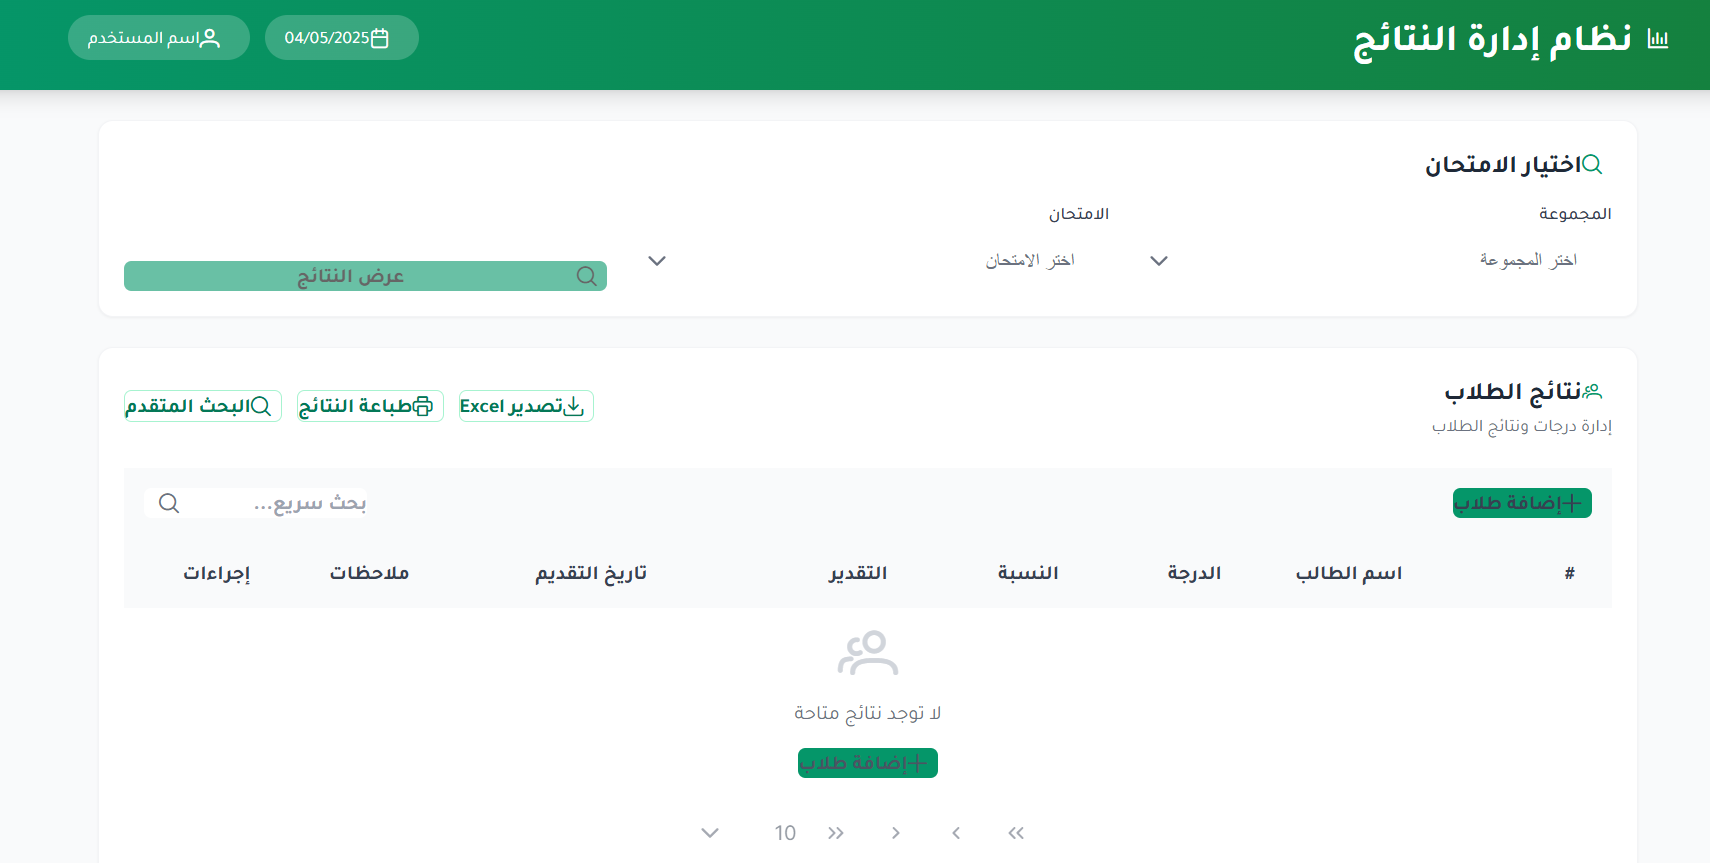 نظام إدارة النتائج
04/05/2025
اسم المستخدم
اختيار الامتحان
المجموعة
الامتحان
اختر المجموعة
اختر الامتحان
عرض النتائج
نتائج الطلاب
إدارة درجات ونتائج الطلاب
تصدير Excel
طباعة النتائج
البحث المتقدم
إضافة طلاب
بحث سريع...
# اسم الطالب الدرجة النسبة التقدير تاريخ التقديم ملاحظات إجراءات
لا توجد نتائج متاحة
إضافة طلاب
10